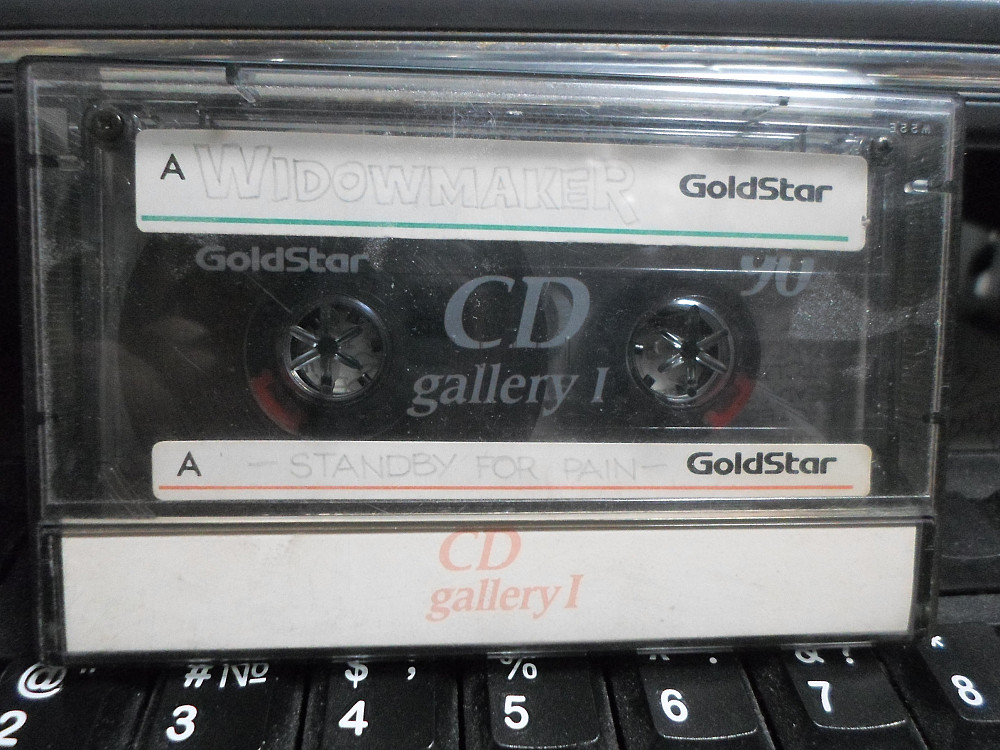 A WIDOWMAKER GoldStar
GoldStar 90
CD
gallery I
A - STANDBY FOR PAIN - GoldStar
CD
gallery I
@ " # № $ ; % : & ?
2 3 4 5 6 7 8